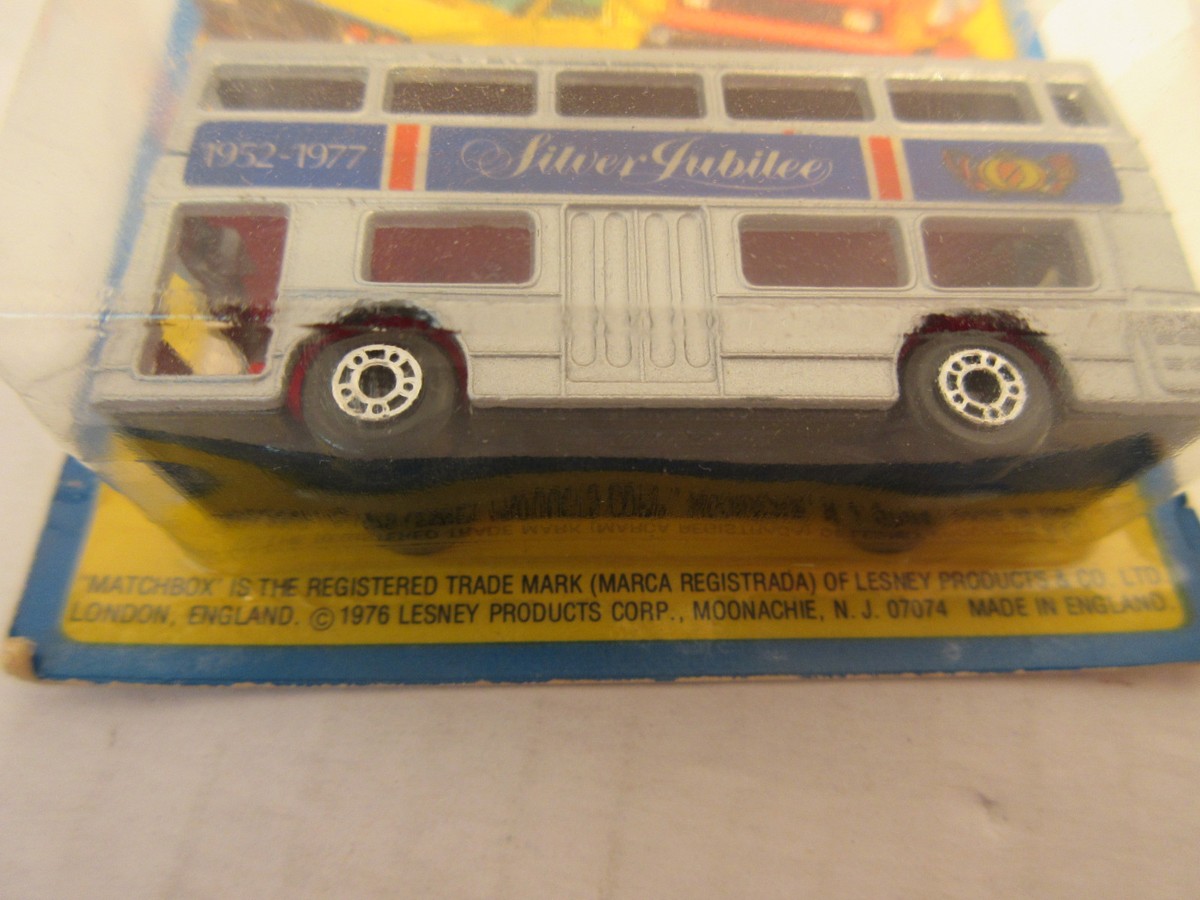 1952-1977 Silver Jubilee
"MATCHBOX" IS THE REGISTERED TRADE MARK (MARCA REGISTRADA) OF LESNEY PRODUCTS & CO. LTD.
LONDON, ENGLAND. © 1976 LESNEY PRODUCTS CORP., MOONACHIE, N. J. 07074 MADE IN ENGLAND